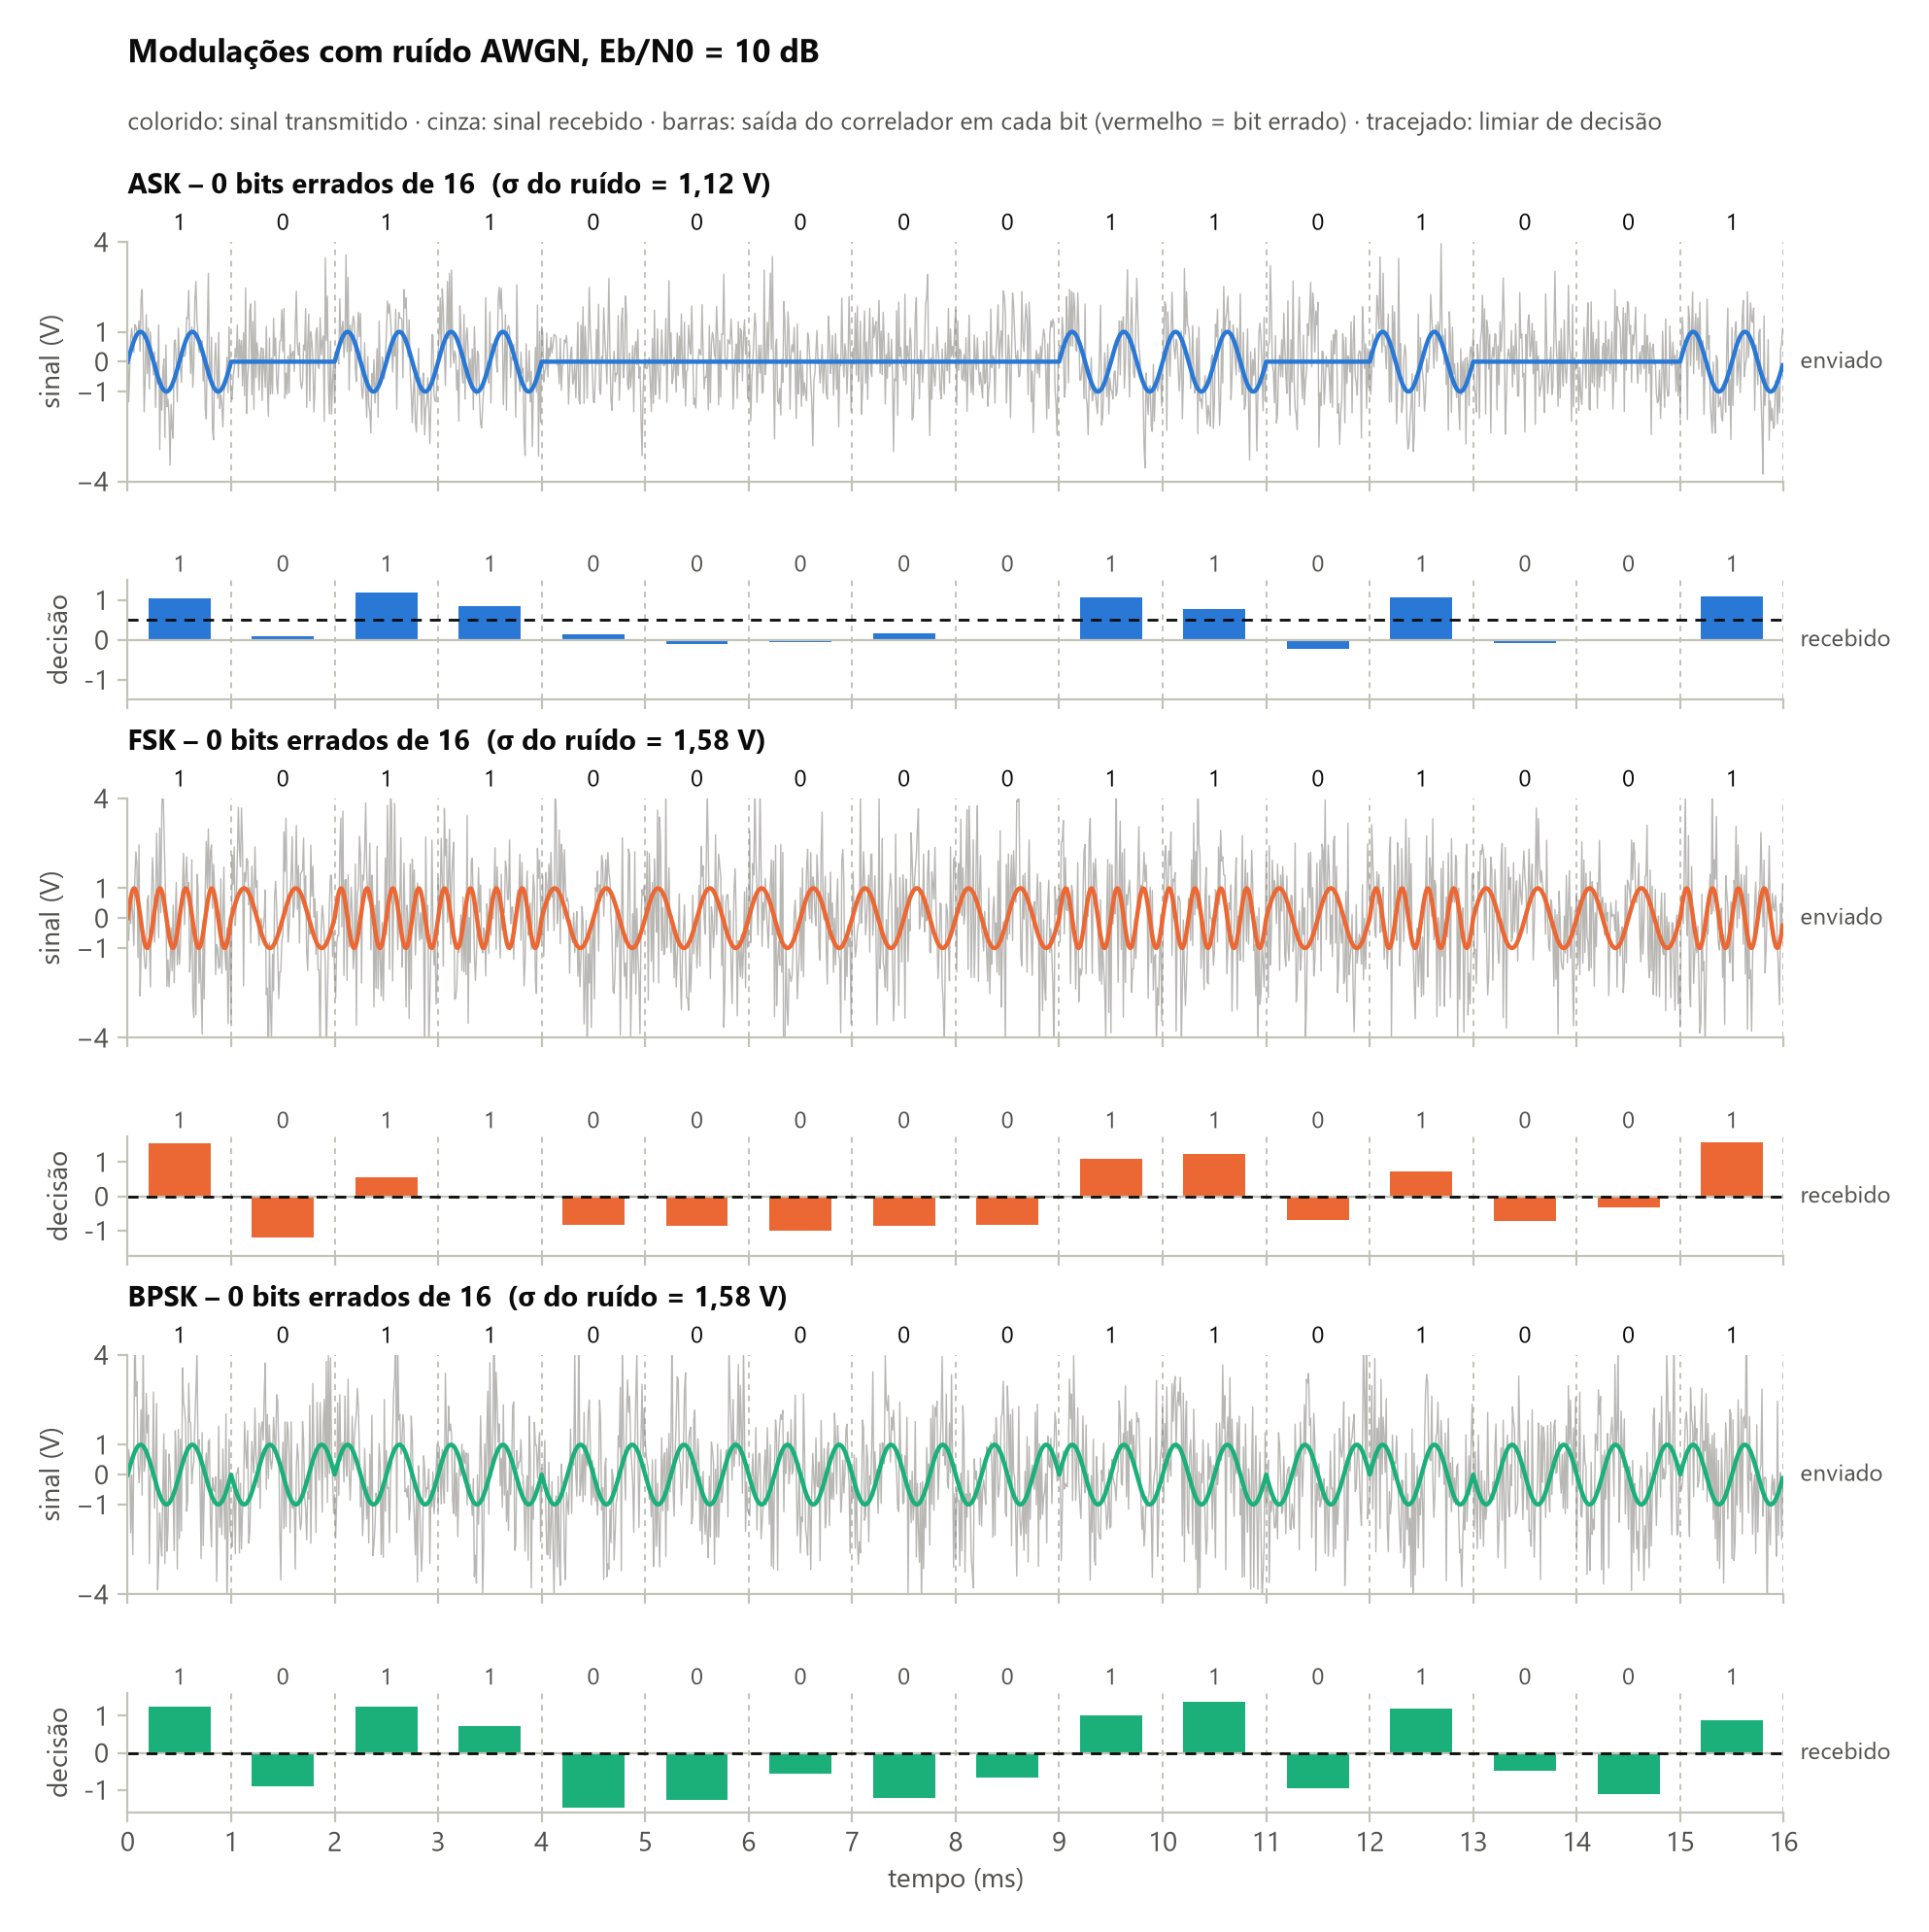 Modulações com ruído AWGN, Eb/N0 = 10 dB
colorido: sinal transmitido · cinza: sinal recebido · barras: saída do correlador em cada bit (vermelho = bit errado) · tracejado: limiar de decisão
ASK – 0 bits errados de 16 (σ do ruído = 1,12 V)
1 0 1 1 0 0 0 0 0 1 1 0 1 0 0 1
4
1
0
−1
−4
sinal (V)
enviado
1 0 1 1 0 0 0 0 0 1 1 0 1 0 0 1
1
0
-1
decisão
recebido
FSK – 0 bits errados de 16 (σ do ruído = 1,58 V)
1 0 1 1 0 0 0 0 0 1 1 0 1 0 0 1
4
1
0
−1
−4
sinal (V)
enviado
1 0 1 1 0 0 0 0 0 1 1 0 1 0 0 1
1
0
-1
decisão
recebido
BPSK – 0 bits errados de 16 (σ do ruído = 1,58 V)
1 0 1 1 0 0 0 0 0 1 1 0 1 0 0 1
4
1
0
−1
−4
sinal (V)
enviado
1 0 1 1 0 0 0 0 0 1 1 0 1 0 0 1
1
0
-1
decisão
recebido
0 1 2 3 4 5 6 7 8 9 10 11 12 13 14 15 16
tempo (ms)